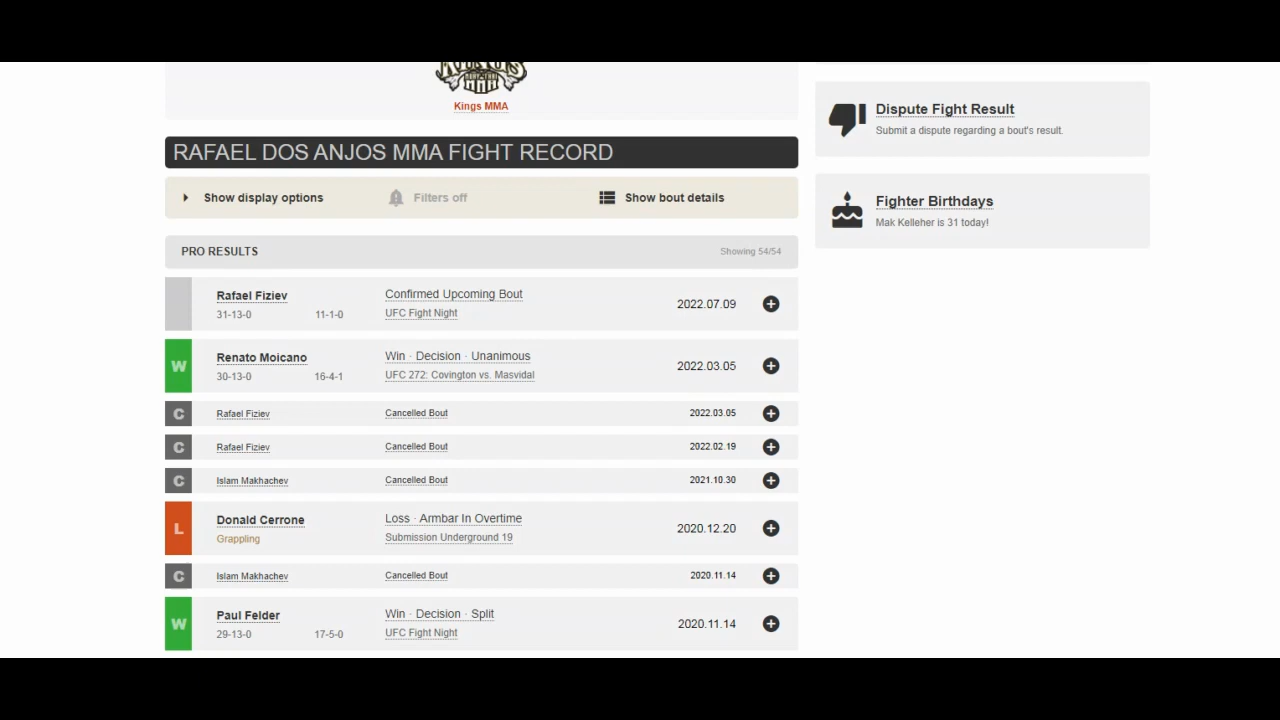 Kings MMA
Dispute Fight Result
Submit a dispute regarding a bout's result.
RAFAEL DOS ANJOS MMA FIGHT RECORD
Show display options
Filters off
Show bout details
Fighter Birthdays
Mak Kelleher is 31 today!
PRO RESULTS
Showing 54/54
Rafael Fiziev
31-13-0 11-1-0
Confirmed Upcoming Bout
UFC Fight Night
2022.07.09
W
Renato Moicano
30-13-0 16-4-1
Win · Decision · Unanimous
UFC 272: Covington vs. Masvidal
2022.03.05
C Rafael Fiziev Cancelled Bout 2022.03.05
C Rafael Fiziev Cancelled Bout 2022.02.19
C Islam Makhachev Cancelled Bout 2021.10.30
L
Donald Cerrone
Grappling
Loss · Armbar In Overtime
Submission Underground 19
2020.12.20
C Islam Makhachev Cancelled Bout 2020.11.14
W
Paul Felder
29-13-0 17-5-0
Win · Decision · Split
UFC Fight Night
2020.11.14